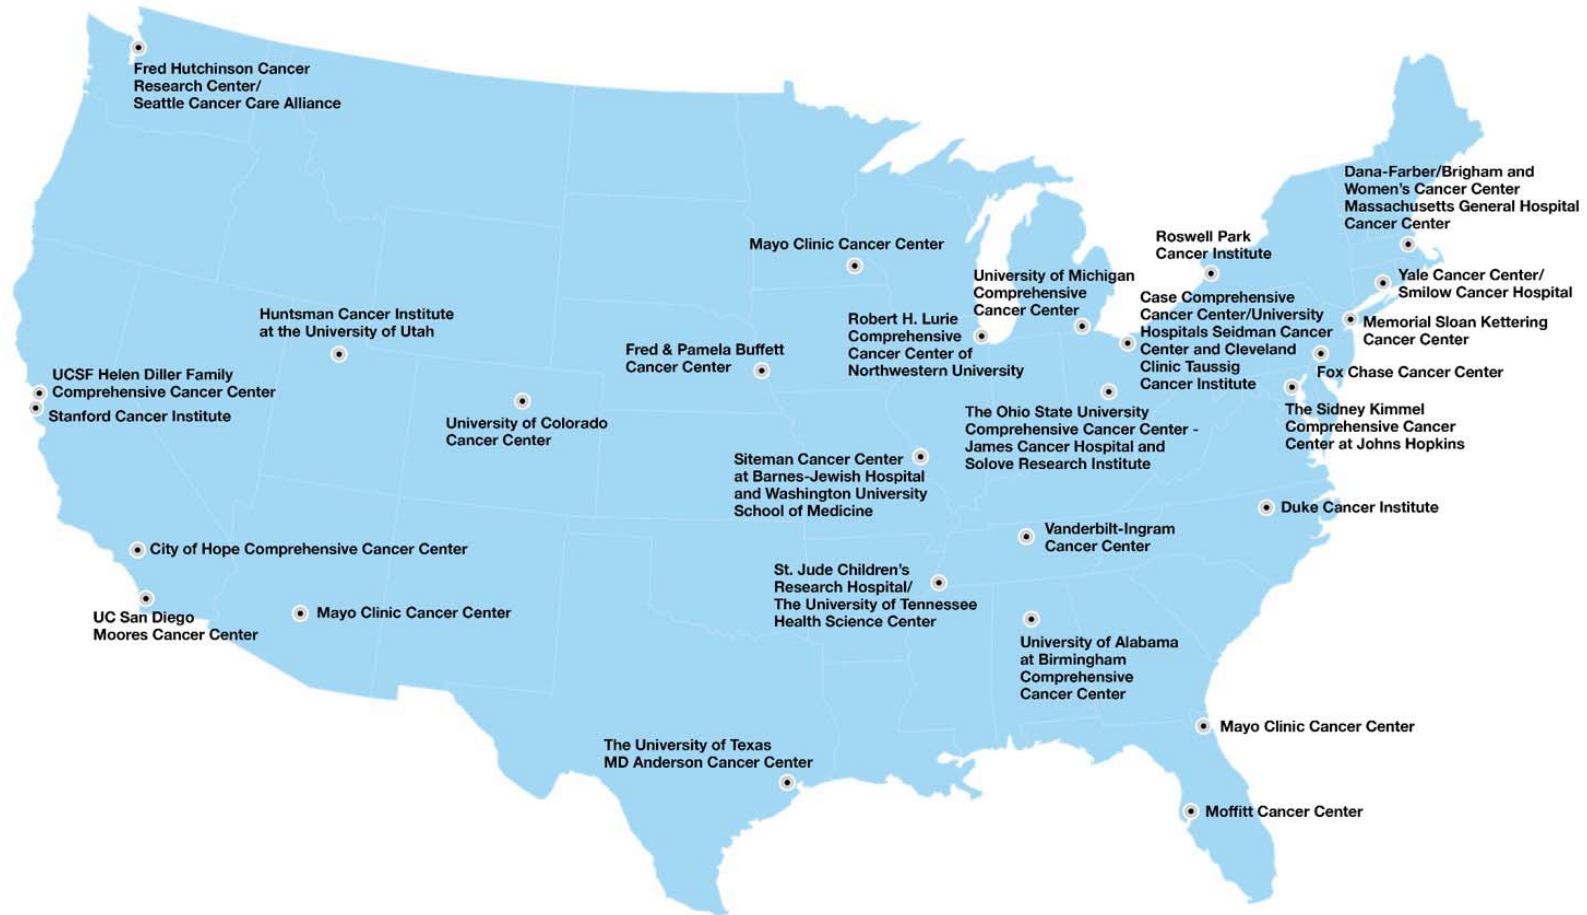 Fred Hutchinson Cancer
Research Center/
Seattle Cancer Care Alliance
Dana-Farber/Brigham and
Women's Cancer Center
Massachusetts General Hospital
Cancer Center
Mayo Clinic Cancer Center
Roswell Park
Cancer Institute
University of Michigan
Comprehensive
Cancer Center
Yale Cancer Center/
Smilow Cancer Hospital
Case Comprehensive
Cancer Center/University
Hospitals Seidman Cancer
Center and Cleveland
Clinic Taussig
Cancer Institute
Huntsman Cancer Institute
at the University of Utah
Robert H. Lurie
Comprehensive
Cancer Center of
Northwestern University
Memorial Sloan Kettering
Cancer Center
Fred & Pamela Buffett
Cancer Center
Fox Chase Cancer Center
UCSF Helen Diller Family
Comprehensive Cancer Center
Stanford Cancer Institute
University of Colorado
Cancer Center
The Ohio State University
Comprehensive Cancer Center -
James Cancer Hospital and
Solove Research Institute
The Sidney Kimmel
Comprehensive Cancer
Center at Johns Hopkins
Siteman Cancer Center
at Barnes-Jewish Hospital
and Washington University
School of Medicine
Duke Cancer Institute
Vanderbilt-Ingram
Cancer Center
City of Hope Comprehensive Cancer Center
St. Jude Children's
Research Hospital/
The University of Tennessee
Health Science Center
UC San Diego
Moores Cancer Center
Mayo Clinic Cancer Center
University of Alabama
at Birmingham
Comprehensive
Cancer Center
Mayo Clinic Cancer Center
The University of Texas
MD Anderson Cancer Center
Moffitt Cancer Center